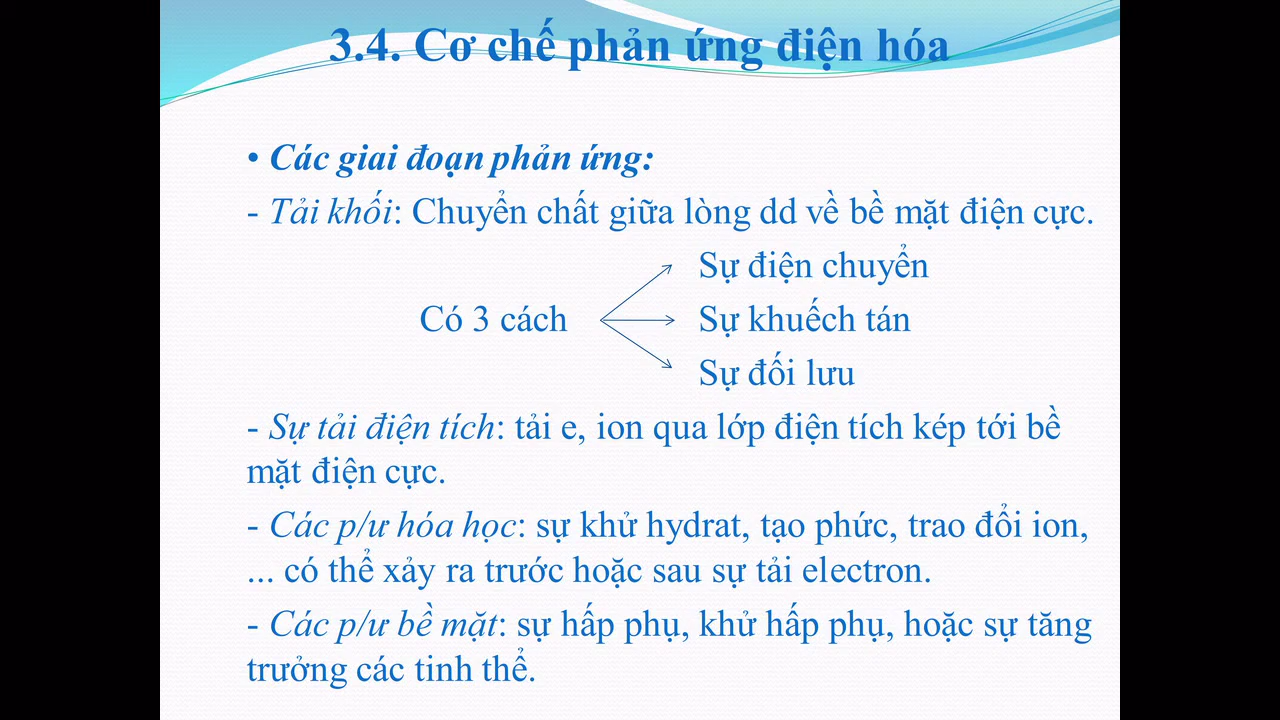 3.4. Cơ chế phản ứng điện hóa
• Các giai đoạn phản ứng:
- Tải khối: Chuyển chất giữa lòng dd về bề mặt điện cực.
Sự điện chuyển
Có 3 cách Sự khuếch tán
Sự đối lưu
- Sự tải điện tích: tải e, ion qua lớp điện tích kép tới bề
mặt điện cực.
- Các p/ư hóa học: sự khử hydrat, tạo phức, trao đổi ion,
... có thể xảy ra trước hoặc sau sự tải electron.
- Các p/ư bề mặt: sự hấp phụ, khử hấp phụ, hoặc sự tăng
trưởng các tinh thể.